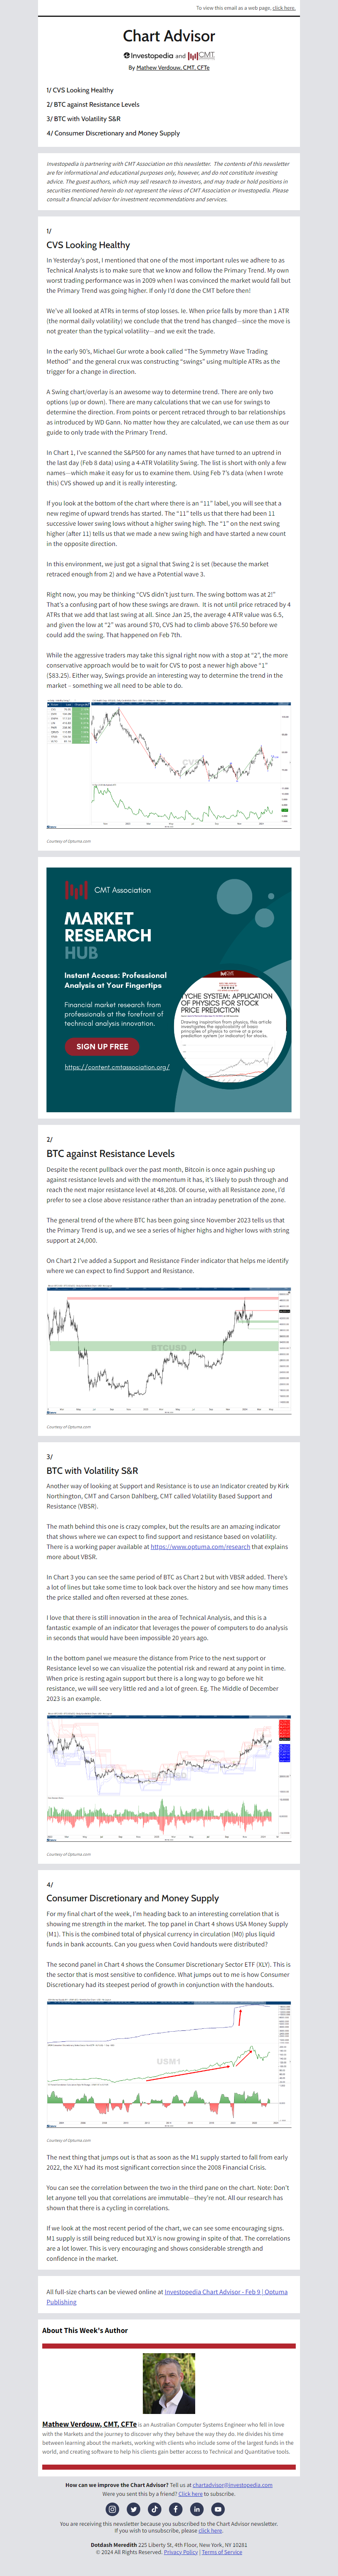 To view this email as a web page, click here.
Chart Advisor
Investopedia and CMT
By Mathew Verdouw, CMT, CFTe
1/ CVS Looking Healthy
2/ BTC against Resistance Levels
3/ BTC with Volatility S&R
4/ Consumer Discretionary and Money Supply
Investopedia is partnering with CMT Association on this newsletter. The contents of this newsletter
are for informational and educational purposes only, however, and do not constitute investing
advice. The guest authors, which may sell research to investors, and may trade or hold positions in
securities mentioned herein do not represent the views of CMT Association or Investopedia. Please
consult a financial advisor for investment recommendations and services.
1/
CVS Looking Healthy
In Yesterday's post, I mentioned that one of the most important rules we adhere to as
Technical Analysts is to make sure that we know and follow the Primary Trend. My own
worst trading performance was in 2009 when I was convinced the market would fall but
the Primary Trend was going higher. If only I'd done the CMT before then!
We've all looked at ATRs in terms of stop losses. Ie. When price falls by more than 1 ATR
(the normal daily volatility) we conclude that the trend has changed—since the move is
not greater than the typical volatility—and we exit the trade.
In the early 90's, Michael Gur wrote a book called "The Symmetry Wave Trading
Method" and the general crux was constructing "swings" using multiple ATRs as the
trigger for a change in direction.
A Swing chart/overlay is an awesome way to determine trend. There are only two
options (up or down). There are many calculations that we can use for swings to
determine the direction. From points or percent retraced through to bar relationships
as introduced by WD Gann. No matter how they are calculated, we can use them as our
guide to only trade with the Primary Trend.
In Chart 1, I've scanned the S&P500 for any names that have turned to an uptrend in
the last day (Feb 8 data) using a 4-ATR Volatility Swing. The list is short with only a few
names—which make it easy for us to examine them. Using Feb 7's data (when I wrote
this) CVS showed up and it is really interesting.
If you look at the bottom of the chart where there is an "11" label, you will see that a
new regime of upward trends has started. The "11" tells us that there had been 11
successive lower swing lows without a higher swing high. The "1" on the next swing
higher (after 11) tells us that we made a new swing high and have started a new count
in the opposite direction.
In this environment, we just got a signal that Swing 2 is set (because the market
retraced enough from 2) and we have a Potential wave 3.
Right now, you may be thinking "CVS didn't just turn. The swing bottom was at 2!"
That's a confusing part of how these swings are drawn. It is not until price retraced by 4
ATRs that we add that last swing at all. Since Jan 25, the average 4 ATR value was 6.5,
and given the low at "2" was around $70, CVS had to climb above $76.50 before we
could add the swing. That happened on Feb 7th.
While the aggressive traders may take this signal right now with a stop at "2", the more
conservative approach would be to wait for CVS to post a newer high above "1"
($83.25). Either way, Swings provide an interesting way to determine the trend in the
market - something we all need to be able to do.
CVS
Courtesy of Optuma.com
CMT Association
MARKET
RESEARCH
HUB
Instant Access: Professional
Analysis at Your Fingertips
Financial market research from
professionals at the forefront of
technical analysis innovation.
SIGN UP FREE
https://content.cmtassociation.org/
TYCHE SYSTEM: APPLICATION
OF PHYSICS FOR STOCK
PRICE PREDICTION
2/
BTC against Resistance Levels
Despite the recent pullback over the past month, Bitcoin is once again pushing up
against resistance levels and with the momentum it has, it's likely to push through and
reach the next major resistance level at 48,208. Of course, with all Resistance zone, I'd
prefer to see a close above resistance rather than an intraday penetration of the zone.
The general trend of the where BTC has been going since November 2023 tells us that
the Primary Trend is up, and we see a series of higher highs and higher lows with string
support at 24,000.
On Chart 2 I've added a Support and Resistance Finder indicator that helps me identify
where we can expect to find Support and Resistance.
BTCUSD
Courtesy of Optuma.com
3/
BTC with Volatility S&R
Another way of looking at Support and Resistance is to use an Indicator created by Kirk
Northington, CMT and Carson Dahlberg, CMT called Volatility Based Support and
Resistance (VBSR).
The math behind this one is crazy complex, but the results are an amazing indicator
that shows where we can expect to find support and resistance based on volatility.
There is a working paper available at https://www.optuma.com/research that explains
more about VBSR.
In Chart 3 you can see the same period of BTC as Chart 2 but with VBSR added. There's
a lot of lines but take some time to look back over the history and see how many times
the price stalled and often reversed at these zones.
I love that there is still innovation in the area of Technical Analysis, and this is a
fantastic example of an indicator that leverages the power of computers to do analysis
in seconds that would have been impossible 20 years ago.
In the bottom panel we measure the distance from Price to the next support or
Resistance level so we can visualize the potential risk and reward at any point in time.
When price is resting again support but there is a long way to go before we hit
resistance, we will see very little red and a lot of green. Eg. The Middle of December
2023 is an example.
Courtesy of Optuma.com
4/
Consumer Discretionary and Money Supply
For my final chart of the week, I'm heading back to an interesting correlation that is
showing me strength in the market. The top panel in Chart 4 shows USA Money Supply
(M1). This is the combined total of physical currency in circulation (M0) plus liquid
funds in bank accounts. Can you guess when Covid handouts were distributed?
The second panel in Chart 4 shows the Consumer Discretionary Sector ETF (XLY). This is
the sector that is most sensitive to confidence. What jumps out to me is how Consumer
Discretionary had its steepest period of growth in conjunction with the handouts.
USM1
Courtesy of Optuma.com
The next thing that jumps out is that as soon as the M1 supply started to fall from early
2022, the XLY had its most significant correction since the 2008 Financial Crisis.
You can see the correlation between the two in the third pane on the chart. Note: Don't
let anyone tell you that correlations are immutable—they're not. All our research has
shown that there is a cycling in correlations.
If we look at the most recent period of the chart, we can see some encouraging signs.
M1 supply is still being reduced but XLY is now growing in spite of that. The correlations
are a lot lower. This is very encouraging and shows considerable strength and
confidence in the market.
All full-size charts can be viewed online at Investopedia Chart Advisor - Feb 9 | Optuma
Publishing
About This Week's Author
Mathew Verdouw, CMT, CFTe is an Australian Computer Systems Engineer who fell in love
with the Markets and the journey to discover why they behave the way they do. He divides his time
between learning about the markets, working with clients who include some of the largest funds in the
world, and creating software to help his clients gain better access to Technical and Quantitative tools.
How can we improve the Chart Advisor? Tell us at chartadvisor@investopedia.com
Were you sent this by a friend? Click here to subscribe.
You are receiving this newsletter because you subscribed to the Chart Advisor newsletter.
If you wish to unsubscribe, please click here.
Dotdash Meredith 225 Liberty St, 4th Floor, New York, NY 10281
© 2024 All Rights Reserved. Privacy Policy | Terms of Service